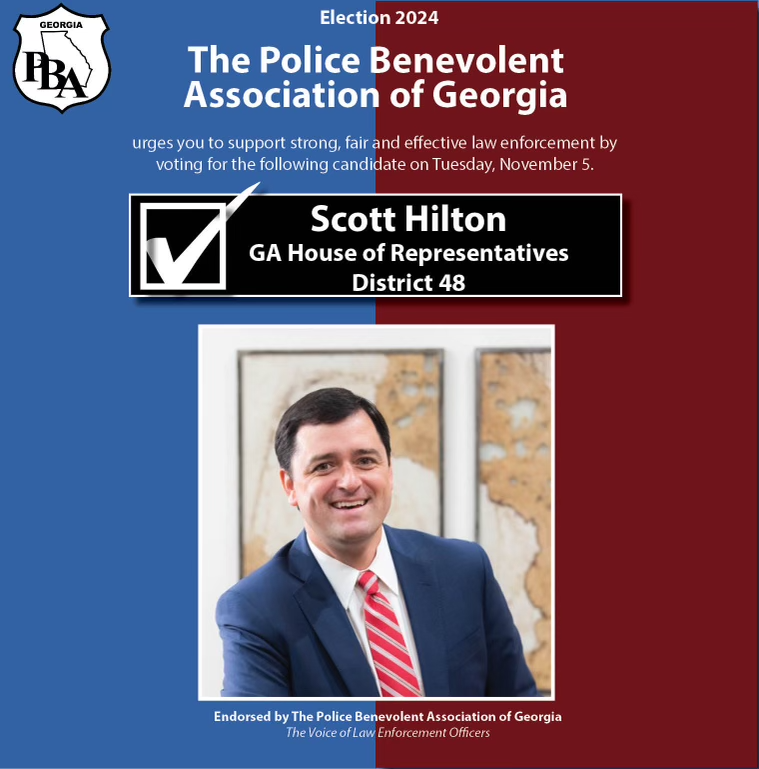 GEORGIA
PBA
Election 2024
The Police Benevolent
Association of Georgia
urges you to support strong, fair and effective law enforcement by
voting for the following candidate on Tuesday, November 5.
Scott Hilton
GA House of Representatives
District 48
Endorsed by The Police Benevolent Association of Georgia
The Voice of Law Enforcement Officers